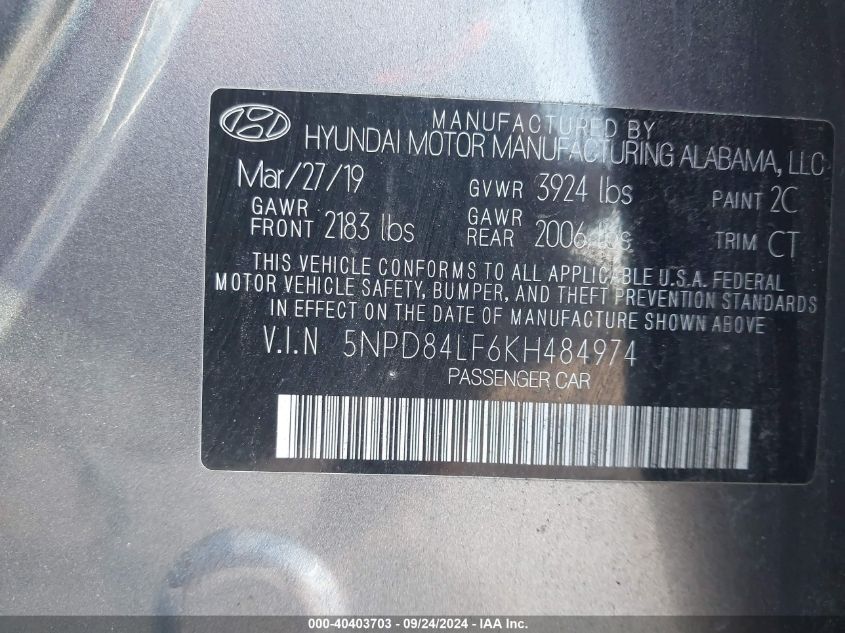 MANUFACTURED BY
HYUNDAI MOTOR MANUFACTURING ALABAMA, LLC
Mar/27/19 GVWR 3924 lbs PAINT 2C
GAWR FRONT 2183 lbs GAWR REAR 2006 lbs TRIM CT
THIS VEHICLE CONFORMS TO ALL APPLICABLE U.S.A. FEDERAL
MOTOR VEHICLE SAFETY, BUMPER, AND THEFT PREVENTION STANDARDS
IN EFFECT ON THE DATE OF MANUFACTURE SHOWN ABOVE
V.I.N 5NPD84LF6KH484974
PASSENGER CAR
000-40403703 - 09/24/2024 - IAA Inc.